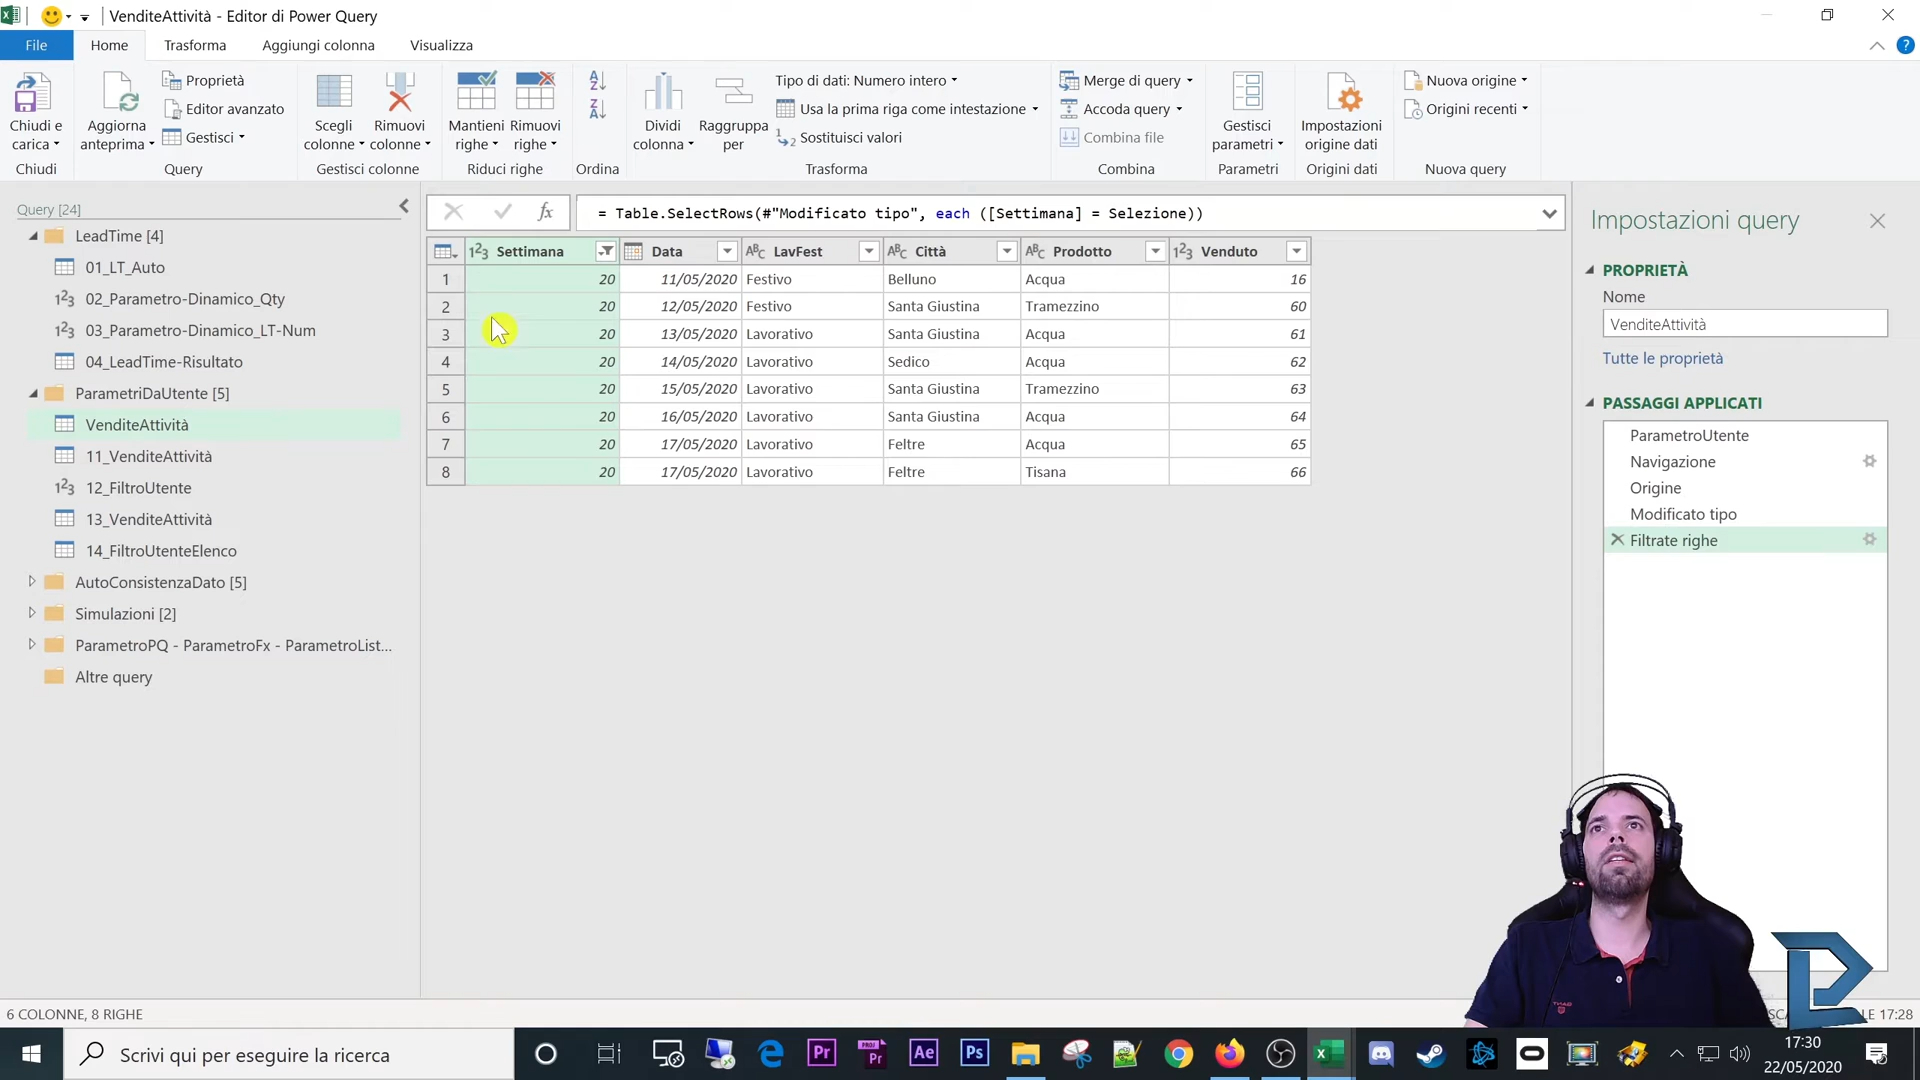 VenditeAttività - Editor di Power Query
File Home Trasforma Aggiungi colonna Visualizza
Chiudi e carica
Chiudi
Aggiorna anteprima
Proprietà
Editor avanzato
Gestisci
Query
Scegli colonne
Rimuovi colonne
Gestisci colonne
Mantieni righe
Rimuovi righe
Riduci righe
Ordina
Dividi colonna
Raggruppa per
Tipo di dati: Numero intero
Usa la prima riga come intestazione
Sostituisci valori
Trasforma
Merge di query
Accoda query
Combina file
Combina
Gestisci parametri
Parametri
Impostazioni origine dati
Origini dati
Nuova origine
Origini recenti
Nuova query
Query [24]
LeadTime [4]
01_LT_Auto
02_Parametro-Dinamico_Qty
03_Parametro-Dinamico_LT-Num
04_LeadTime-Risultato
ParametriDaUtente [5]
VenditeAttività
11_VenditeAttività
12_FiltroUtente
13_VenditeAttività
14_FiltroUtenteElenco
AutoConsistenzaDato [5]
Simulazioni [2]
ParametroPQ - ParametroFx - ParametroList...
Altre query
= Table.SelectRows(#"Modificato tipo", each ([Settimana] = Selezione))
Settimana Data LavFest Città Prodotto Venduto
1 20 11/05/2020 Festivo Belluno Acqua 16
2 20 12/05/2020 Festivo Santa Giustina Tramezzino 60
3 20 13/05/2020 Lavorativo Santa Giustina Acqua 61
4 20 14/05/2020 Lavorativo Sedico Acqua 62
5 20 15/05/2020 Lavorativo Santa Giustina Tramezzino 63
6 20 16/05/2020 Lavorativo Santa Giustina Acqua 64
7 20 17/05/2020 Lavorativo Feltre Acqua 65
8 20 17/05/2020 Lavorativo Feltre Tisana 66
Impostazioni query
PROPRIETÀ
Nome
VenditeAttività
Tutte le proprietà
PASSAGGI APPLICATI
ParametroUtente
Navigazione
Origine
Modificato tipo
Filtrate righe
6 COLONNE, 8 RIGHE
LE 17:28
Scrivi qui per eseguire la ricerca
17:30
22/05/2020